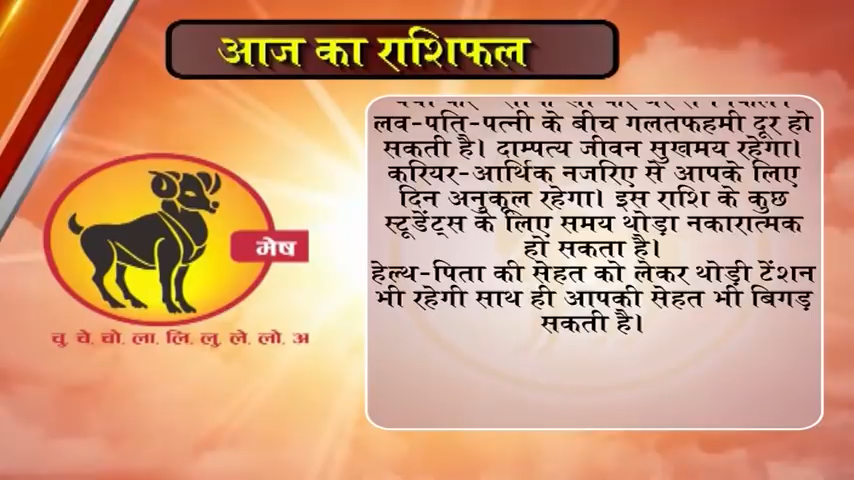 आज का राशिफल
लव-पति-पत्नी के बीच गलतफहमी दूर हो
सकती है। दाम्पत्य जीवन सुखमय रहेगा।
करियर-आर्थिक नजरिए से आपके लिए
दिन अनुकूल रहेगा। इस राशि के कुछ
स्टूडेंट्स के लिए समय थोड़ा नकारात्मक
हो सकता है।
हेल्थ-पिता की सेहत को लेकर थोड़ी टेंशन
भी रहेगी साथ ही आपकी सेहत भी बिगड़
सकती है।
मेष
चु, चे, चो, ला, लि, लु, ले, लो, अ